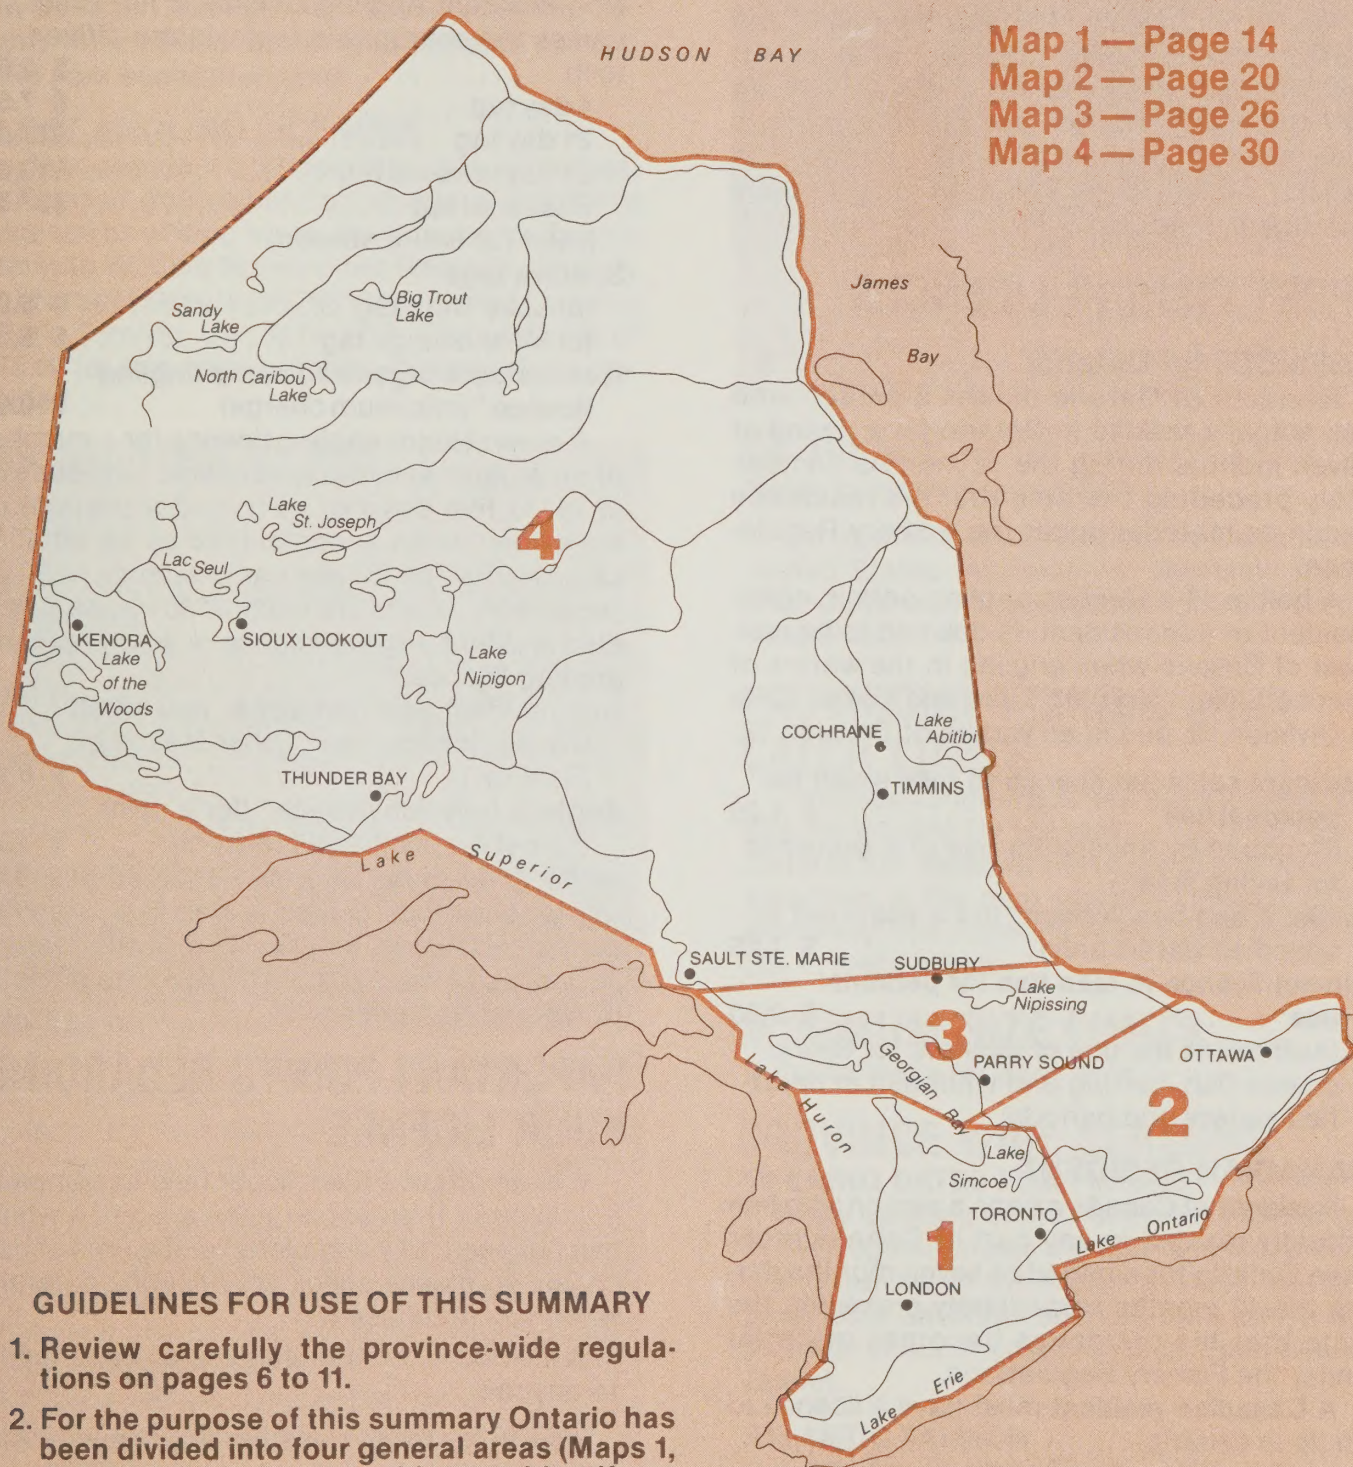 HUDSON BAY
Map 1 — Page 14
Map 2 — Page 20
Map 3 — Page 26
Map 4 — Page 30
James
Bay
Sandy
Lake
Big Trout
Lake
North Caribou
Lake
Lake
St. Joseph
4
Lac Seul
KENORA
SIOUX LOOKOUT
Lake
of the
Woods
Lake
Nipigon
COCHRANE
Lake
Abitibi
TIMMINS
THUNDER BAY
Lake Superior
SAULT STE. MARIE
SUDBURY
Lake
Nipissing
3
Georgian Bay
PARRY SOUND
OTTAWA
2
Lake Huron
Lake
Simcoe
TORONTO
1
Lake Ontario
LONDON
Lake Erie
GUIDELINES FOR USE OF THIS SUMMARY
1. Review carefully the province-wide regula-
tions on pages 6 to 11.
2. For the purpose of this summary Ontario has
been divided into four general areas (Maps 1,